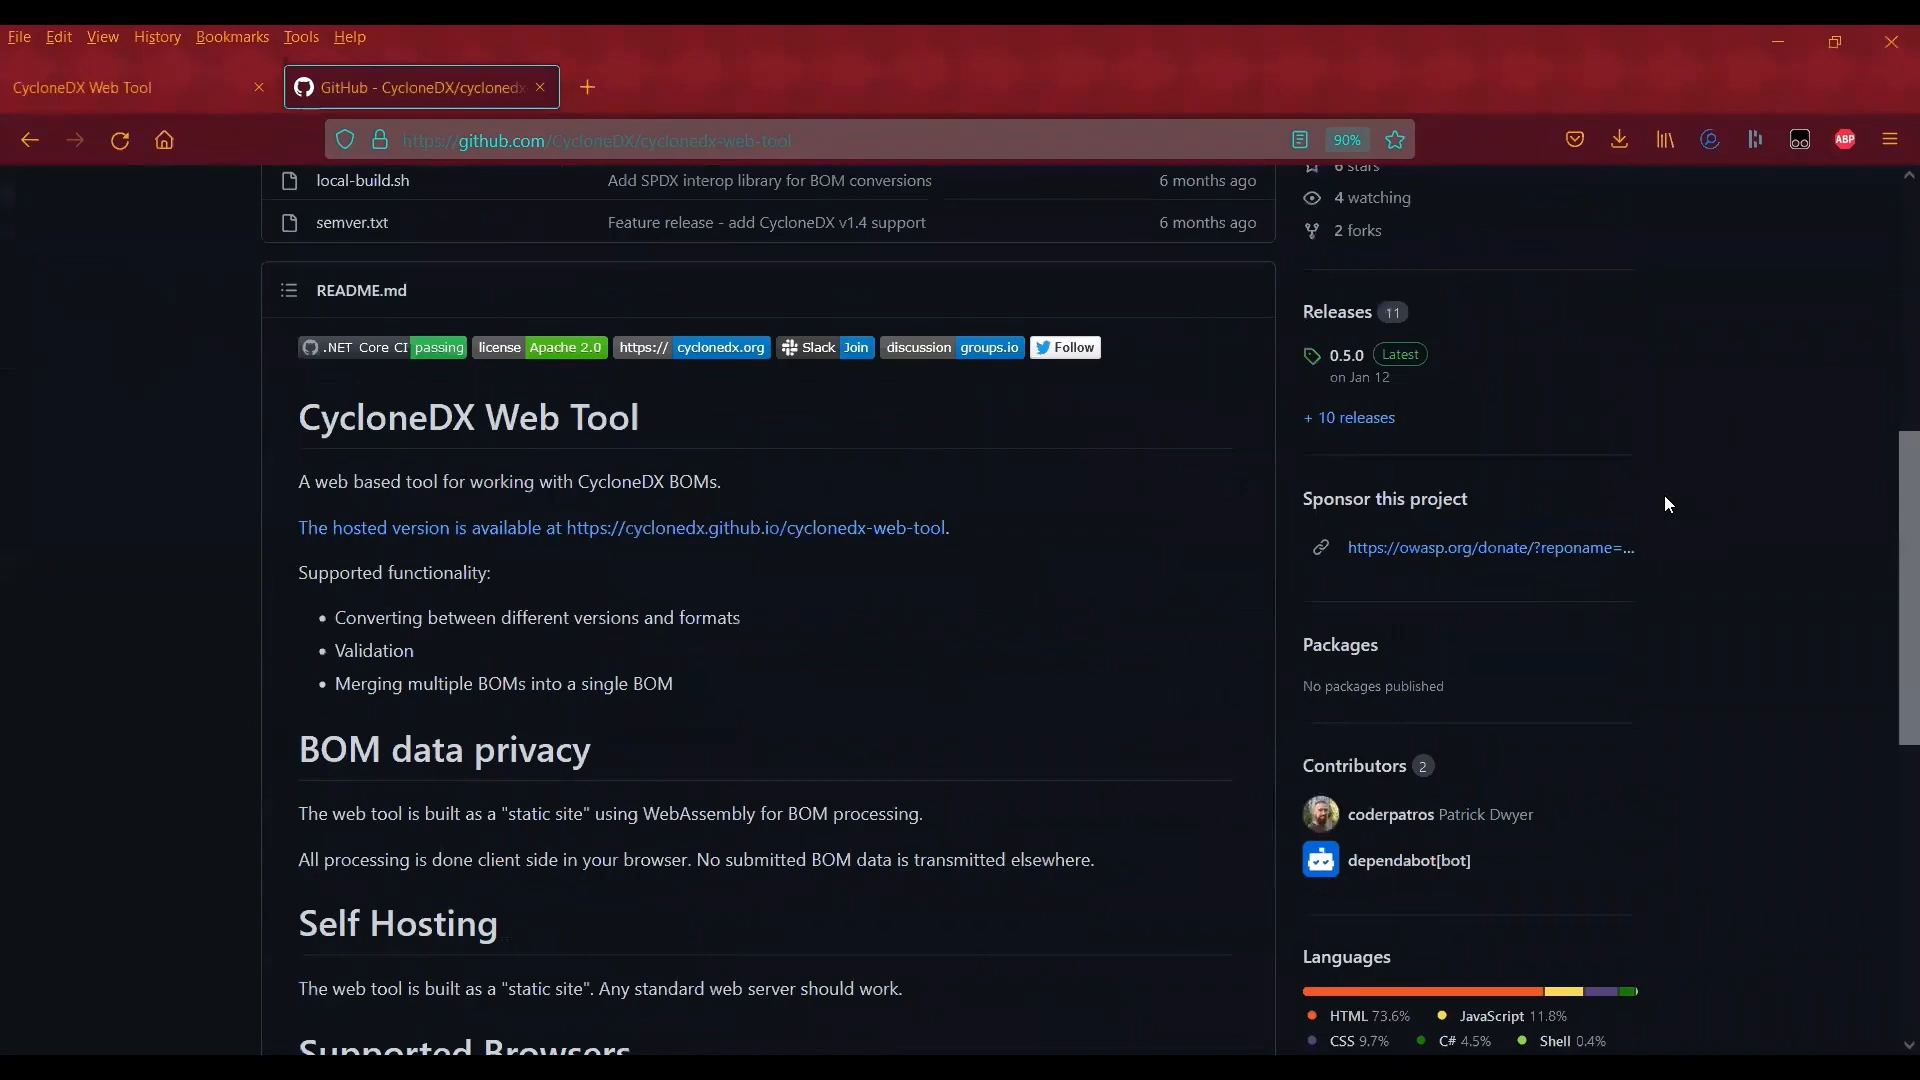 File Edit View History Bookmarks Tools Help
CycloneDX Web Tool
GitHub - CycloneDX/cyclonedx
https://github.com/CycloneDX/cyclonedx-web-tool
90%
ABP
local-build.sh Add SPDX interop library for BOM conversions 6 months ago
semver.txt Feature release - add CycloneDX v1.4 support 6 months ago
README.md
.NET Core CI passing license Apache 2.0 https:// cyclonedx.org Slack Join discussion groups.io Follow
CycloneDX Web Tool
A web based tool for working with CycloneDX BOMs.
The hosted version is available at https://cyclonedx.github.io/cyclonedx-web-tool.
Supported functionality:
• Converting between different versions and formats
• Validation
• Merging multiple BOMs into a single BOM
BOM data privacy
The web tool is built as a "static site" using WebAssembly for BOM processing.
All processing is done client side in your browser. No submitted BOM data is transmitted elsewhere.
Self Hosting
The web tool is built as a "static site". Any standard web server should work.
Supported Browsers
6 stars
4 watching
2 forks
Releases 11
0.5.0 Latest
on Jan 12
+ 10 releases
Sponsor this project
https://owasp.org/donate/?reponame=...
Packages
No packages published
Contributors 2
coderpatros Patrick Dwyer
dependabot[bot]
Languages
HTML 73.6% JavaScript 11.8%
CSS 9.7% C# 4.5% Shell 0.4%